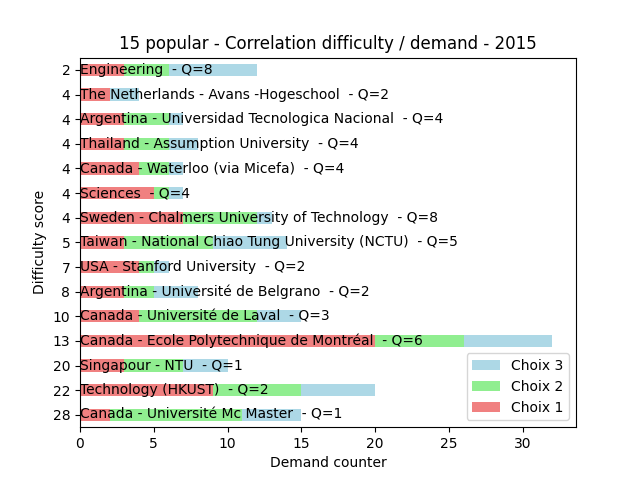 15 popular - Correlation difficulty / demand - 2015
2 Engineering - Q=8
4 The Netherlands - Avans -Hogeschool - Q=2
4 Argentina - Universidad Tecnologica Nacional - Q=4
4 Thailand - Assumption University - Q=4
4 Canada - Waterloo (via Micefa) - Q=4
4 Sciences - Q=4
4 Sweden - Chalmers University of Technology - Q=8
5 Taiwan - National Chiao Tung University (NCTU) - Q=5
7 USA - Stanford University - Q=2
8 Argentina - Université de Belgrano - Q=2
10 Canada - Université de Laval - Q=3
13 Canada - Ecole Polytechnique de Montréal - Q=6
20 Singapour - NTU - Q=1
22 Technology (HKUST) - Q=2
28 Canada - Université Mc Master - Q=1
Difficulty score
Choix 3
Choix 2
Choix 1
0 5 10 15 20 25 30
Demand counter